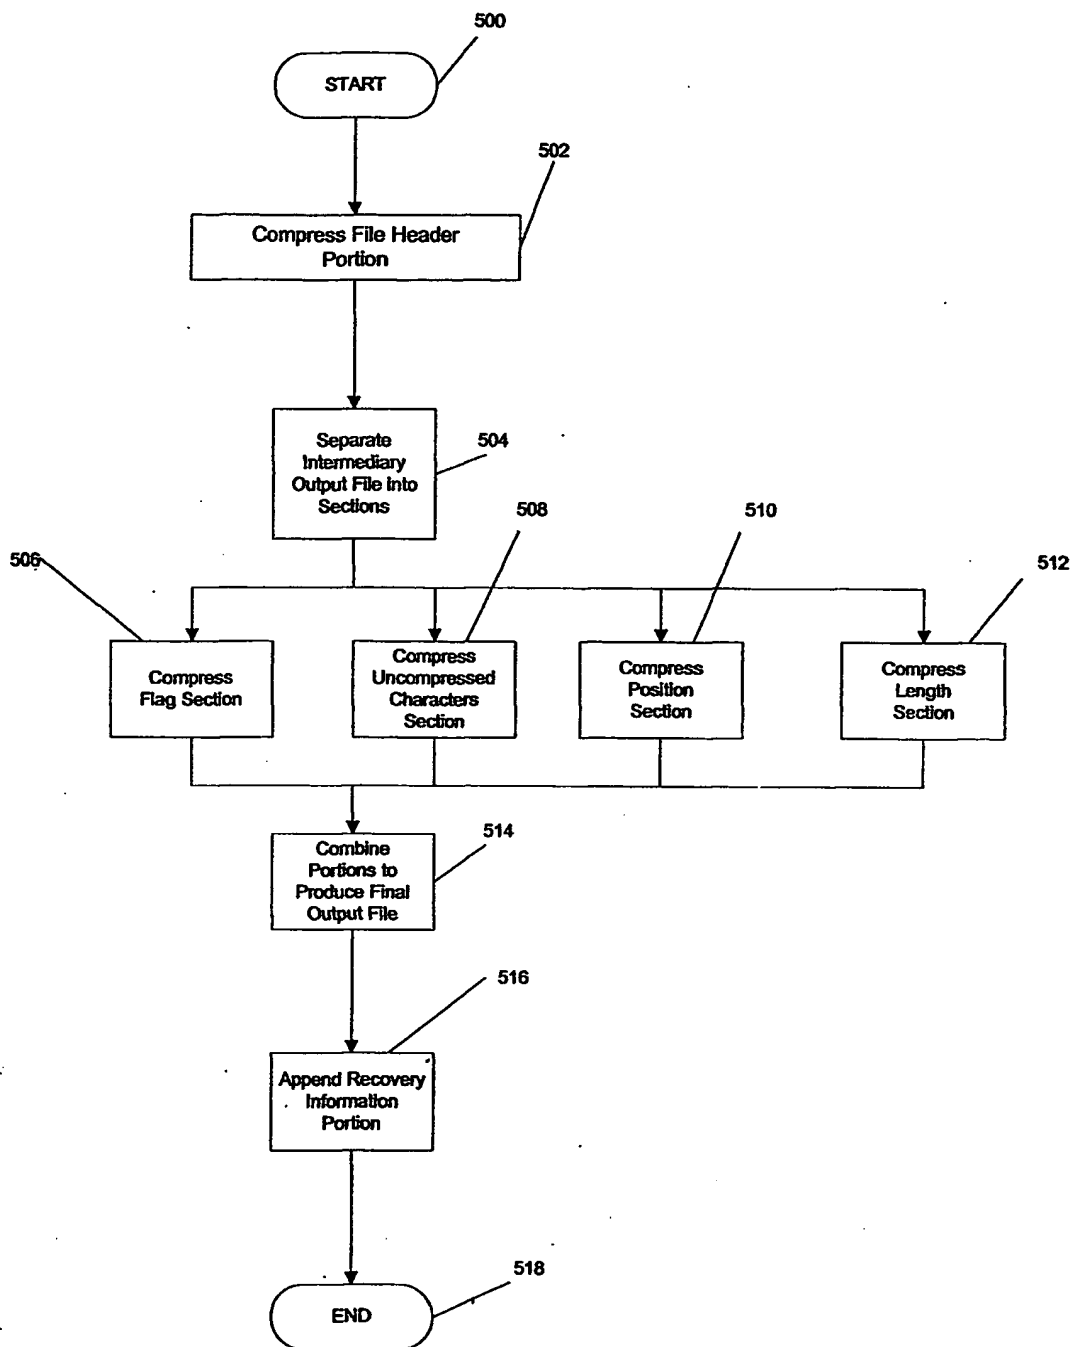 500
START
502
Compress File Header
Portion
Separate
Intermediary
Output File into
Sections
504
508
510
506
512
Compress
Flag Section
Compress
Uncompressed
Characters
Section
Compress
Position
Section
Compress
Length
Section
514
Combine
Portions to
Produce Final
Output File
516
Append Recovery
Information
Portion
518
END